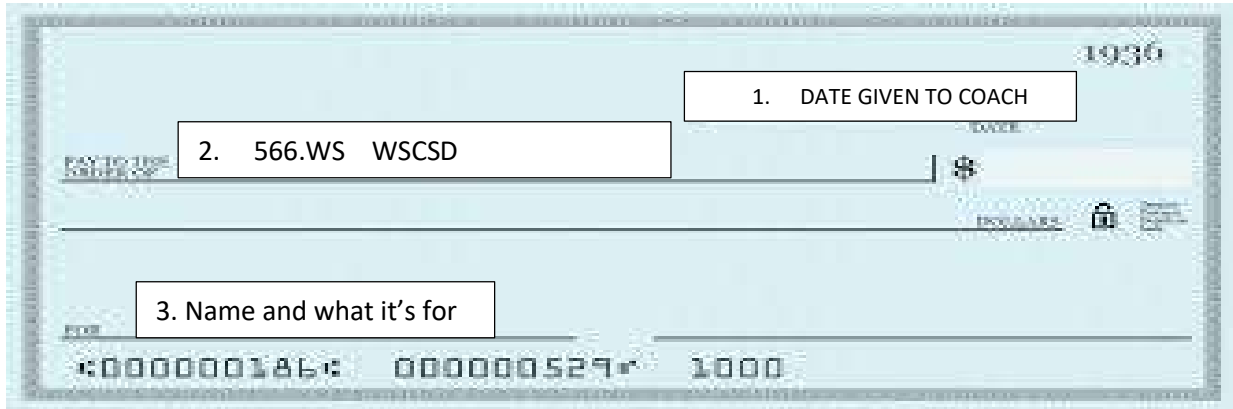 1936
1. DATE GIVEN TO COACH
DATE
2. 566.WS WSCSD
PAY TO THE
ORDER OF
$
DOLLARS
3. Name and what it's for
FOR
⑆000000186⑆ 000000529⑈ 1000